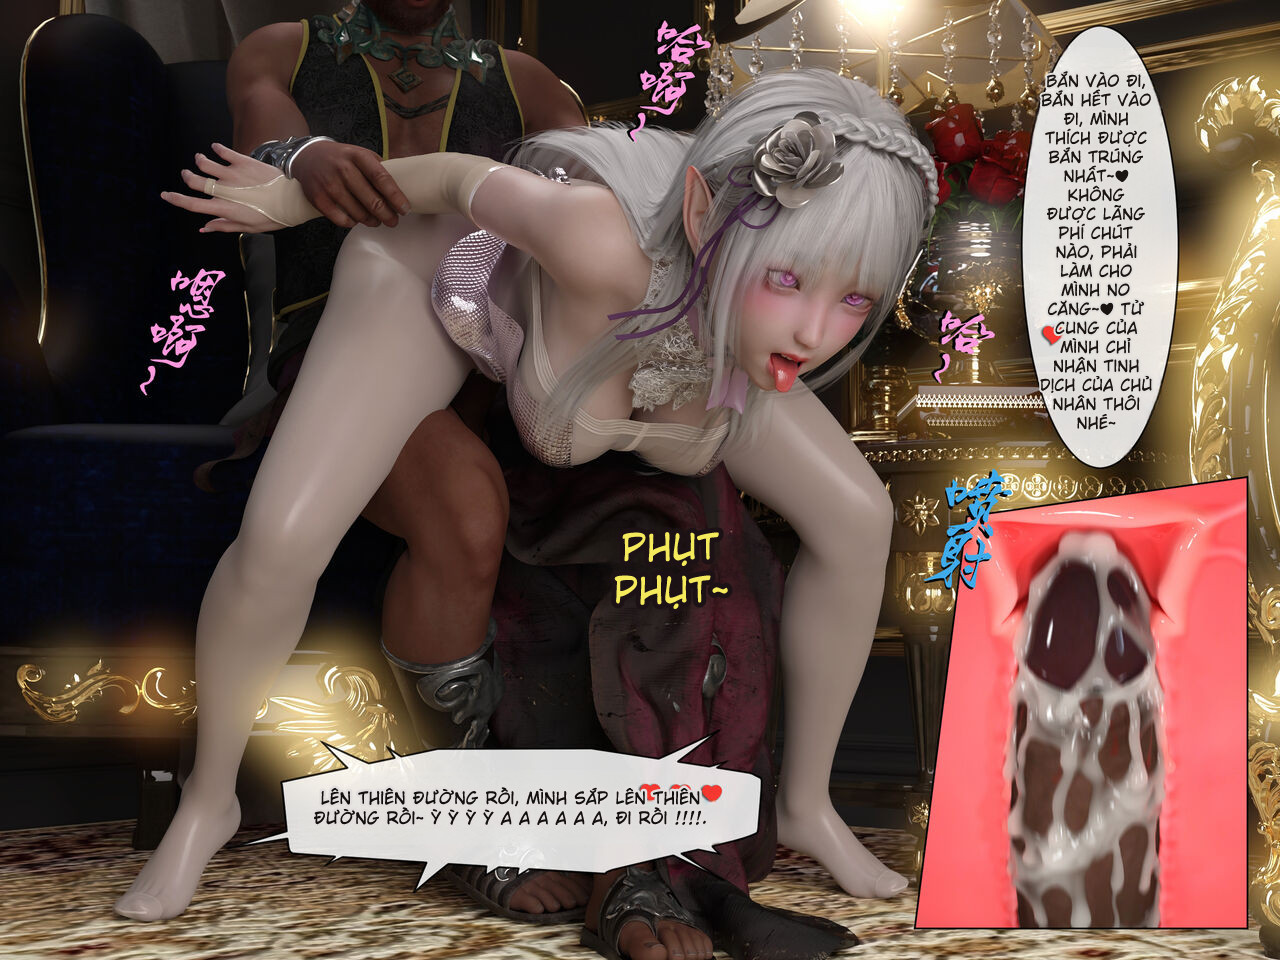 哈啊~
BẮN VÀO ĐI,
BẮN HẾT VÀO
ĐI, MÌNH
THÍCH ĐƯỢC
BẮN TRÚNG
NHẤT~♥
KHÔNG
ĐƯỢC LÃNG
PHÍ CHÚT
NÀO, PHẢI
LÀM CHO
MÌNH NO
CĂNG~♥ TỬ
CUNG CỦA
MÌNH CHỈ
NHẬN TINH
DỊCH CỦA CHỦ
NHÂN THÔI
NHÉ~
嗯啊~
哈~
喷射
PHỤT
PHỤT~
LÊN THIÊN ĐƯỜNG RỒI, MÌNH SẮP LÊN THIÊN
ĐƯỜNG RỒI~ Ỳ Ỳ Ỳ Ỳ A A A A A A, ĐI RỒI !!!!.